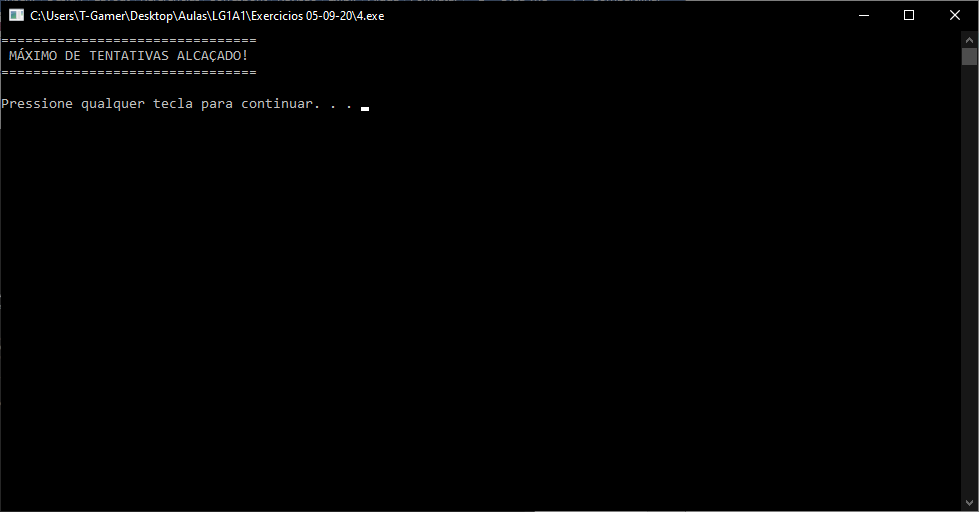 C:\Users\T-Gamer\Desktop\Aulas\LG1A1\Exercicios 05-09-20\4.exe
================================
MÁXIMO DE TENTATIVAS ALCAÇADO!
================================
Pressione qualquer tecla para continuar. . .